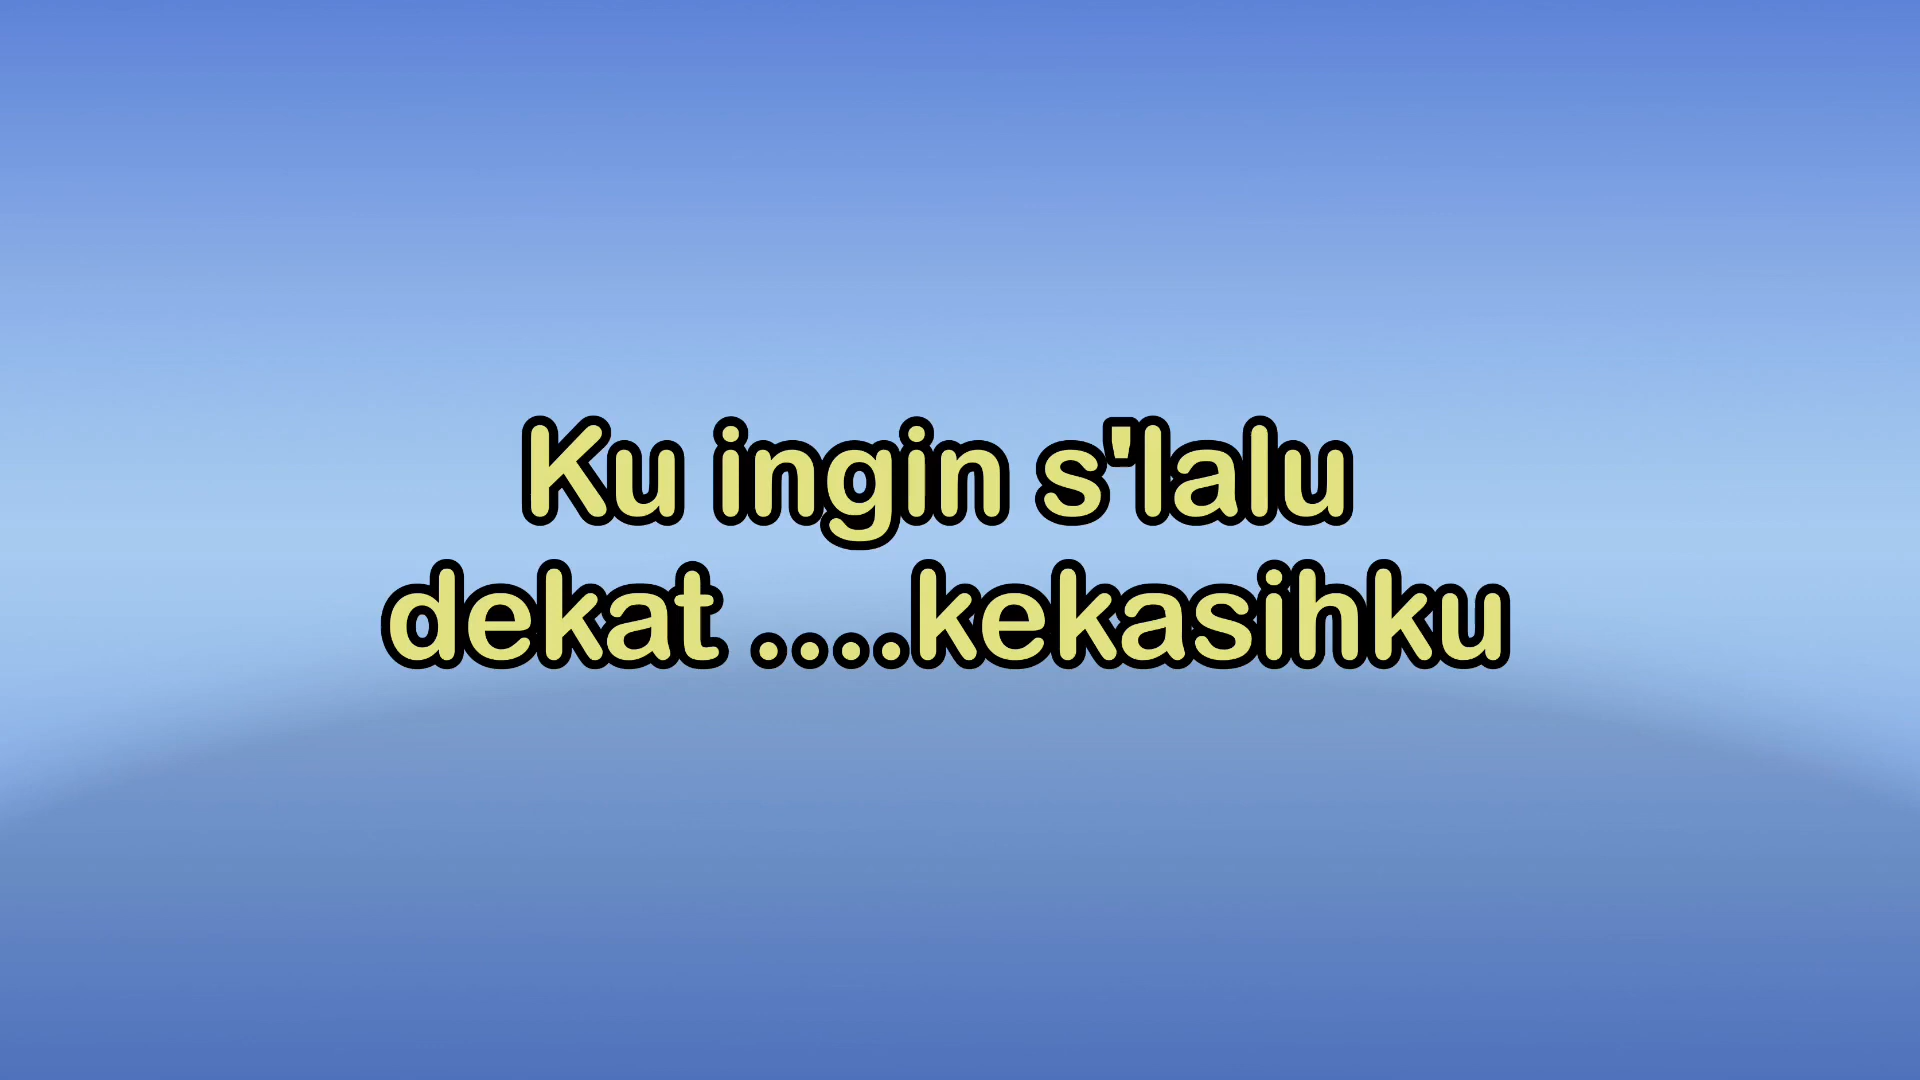 Ku ingin s'lalu
dekat ....kekasihku